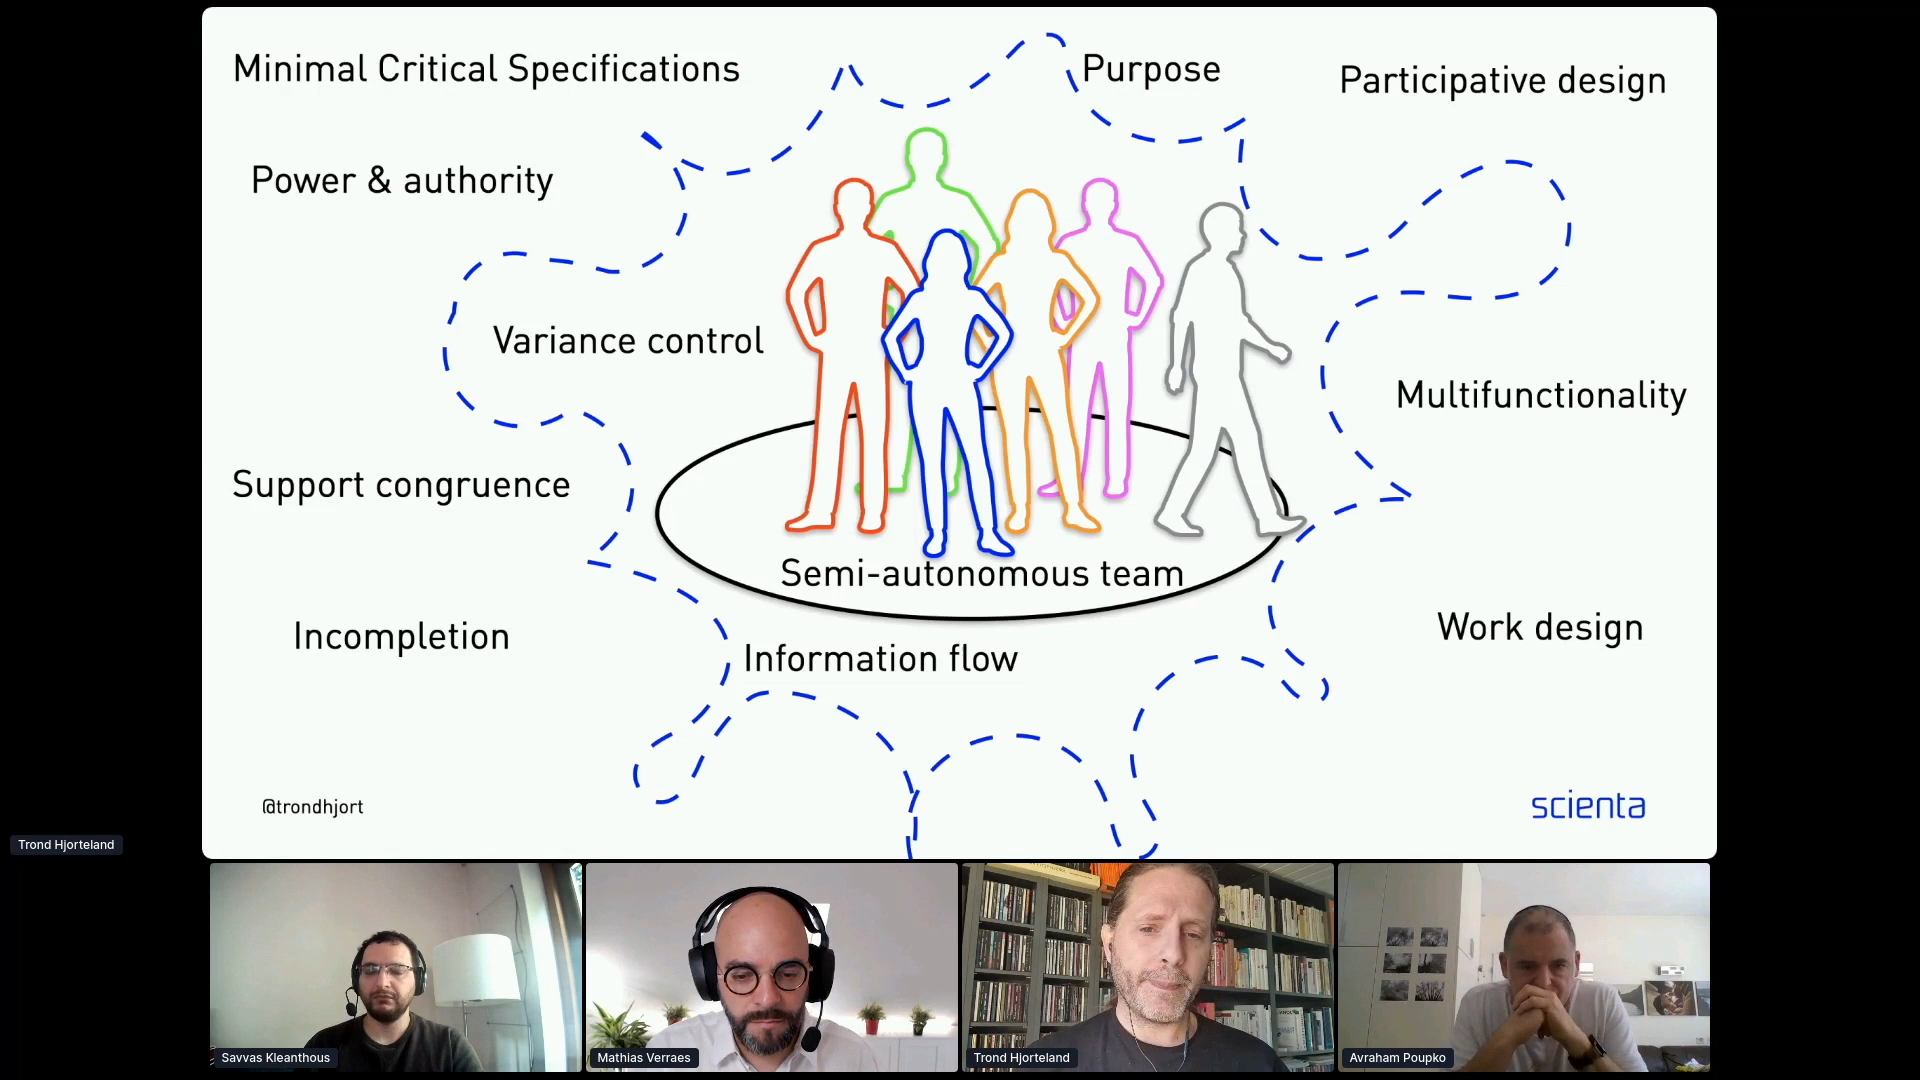 Minimal Critical Specifications
Purpose
Participative design
Power & authority
Variance control
Multifunctionality
Support congruence
Semi-autonomous team
Incompletion
Information flow
Work design
@trondhjort
scienta
Trond Hjorteland
Savvas Kleanthous
Mathias Verraes
Trond Hjorteland
Avraham Poupko